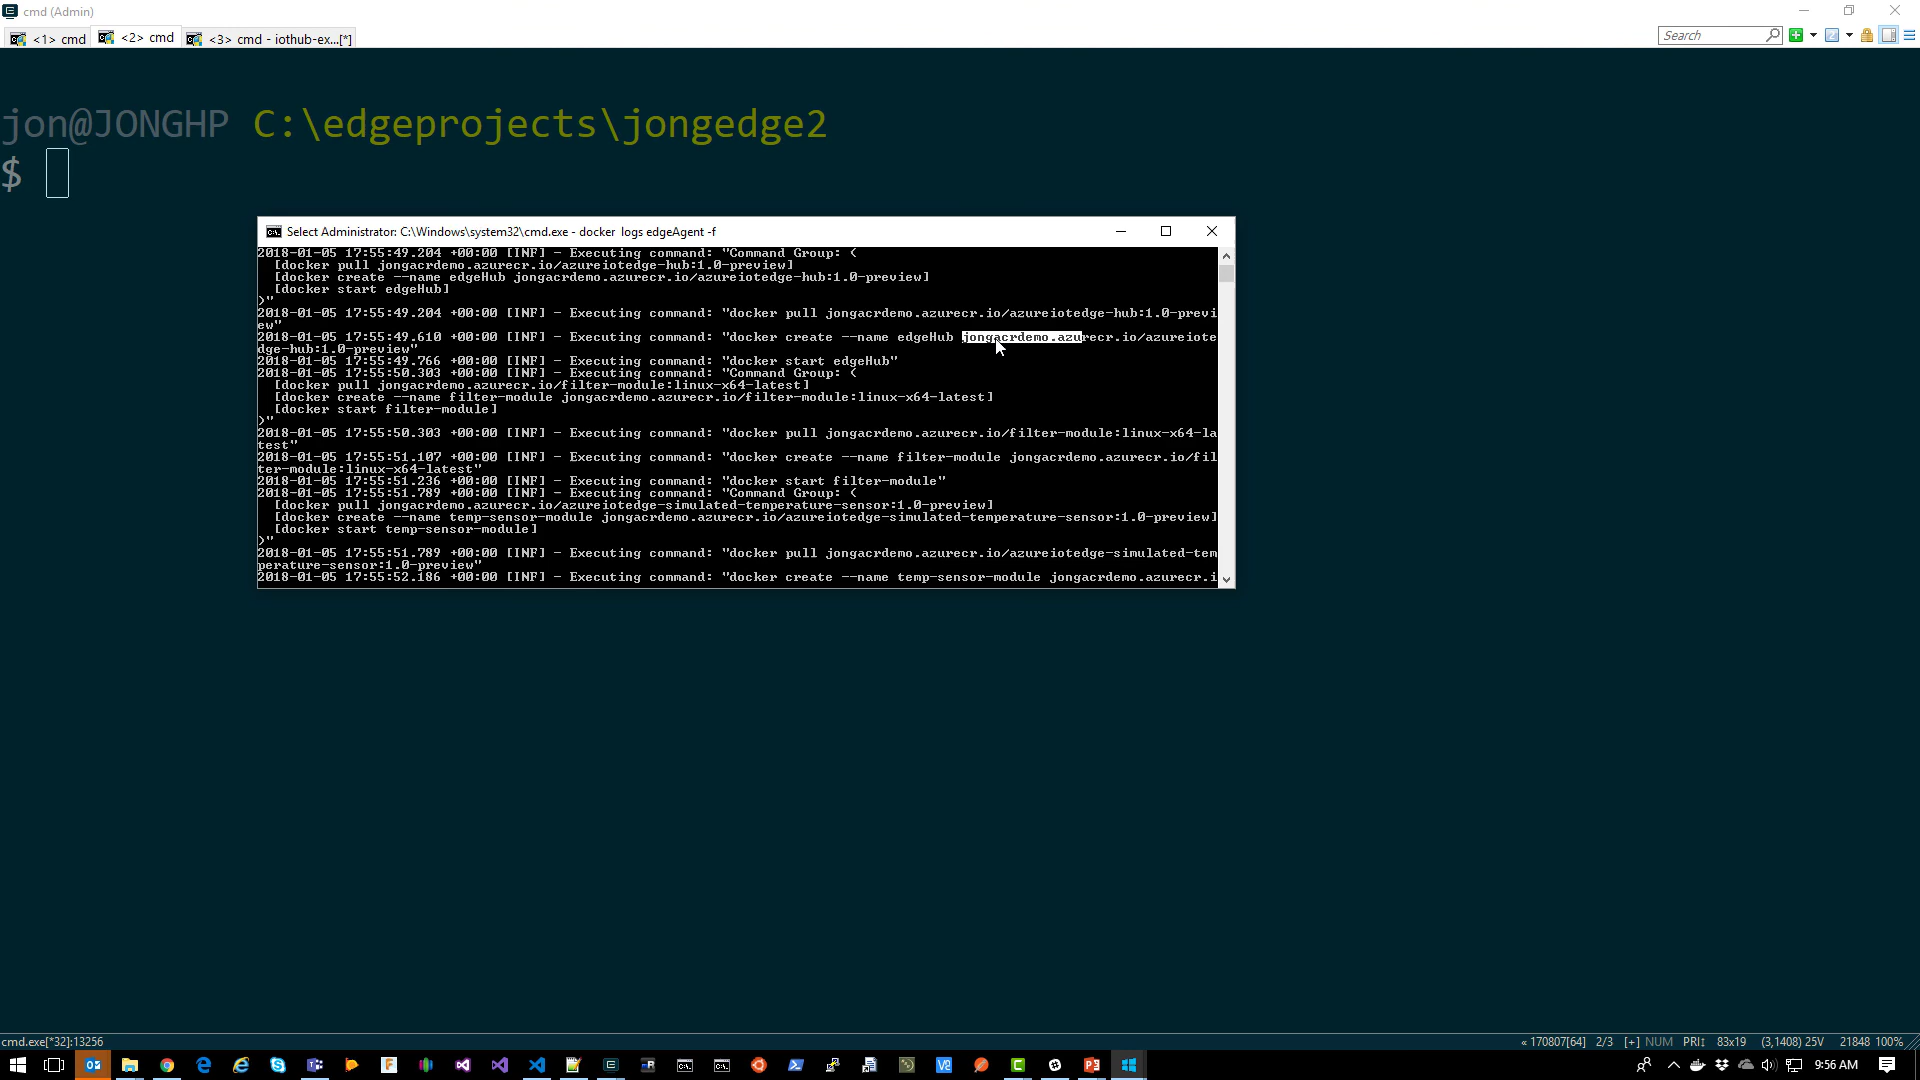 cmd (Admin)
<1> cmd
<2> cmd
<3> cmd - iothub-ex...[*]
Search
jon@JONGHP C:\edgeprojects\jongedge2
$
Select Administrator: C:\Windows\system32\cmd.exe - docker  logs edgeAgent -f
2018-01-05 17:55:49.204 +00:00 [INF] - Executing command: "Command Group: (
  [docker pull jongacrdemo.azurecr.io/azureiotedge-hub:1.0-preview]
  [docker create --name edgeHub jongacrdemo.azurecr.io/azureiotedge-hub:1.0-preview]
  [docker start edgeHub]
)"
2018-01-05 17:55:49.204 +00:00 [INF] - Executing command: "docker pull jongacrdemo.azurecr.io/azureiotedge-hub:1.0-previ
ew"
2018-01-05 17:55:49.610 +00:00 [INF] - Executing command: "docker create --name edgeHub jongacrdemo.azurecr.io/azureiote
dge-hub:1.0-preview"
2018-01-05 17:55:49.766 +00:00 [INF] - Executing command: "docker start edgeHub"
2018-01-05 17:55:50.303 +00:00 [INF] - Executing command: "Command Group: (
  [docker pull jongacrdemo.azurecr.io/filter-module:linux-x64-latest]
  [docker create --name filter-module jongacrdemo.azurecr.io/filter-module:linux-x64-latest]
  [docker start filter-module]
)"
2018-01-05 17:55:50.303 +00:00 [INF] - Executing command: "docker pull jongacrdemo.azurecr.io/filter-module:linux-x64-la
test"
2018-01-05 17:55:51.107 +00:00 [INF] - Executing command: "docker create --name filter-module jongacrdemo.azurecr.io/fil
ter-module:linux-x64-latest"
2018-01-05 17:55:51.236 +00:00 [INF] - Executing command: "docker start filter-module"
2018-01-05 17:55:51.789 +00:00 [INF] - Executing command: "Command Group: (
  [docker pull jongacrdemo.azurecr.io/azureiotedge-simulated-temperature-sensor:1.0-preview]
  [docker create --name temp-sensor-module jongacrdemo.azurecr.io/azureiotedge-simulated-temperature-sensor:1.0-preview]
  [docker start temp-sensor-module]
)"
2018-01-05 17:55:51.789 +00:00 [INF] - Executing command: "docker pull jongacrdemo.azurecr.io/azureiotedge-simulated-tem
perature-sensor:1.0-preview"
2018-01-05 17:55:52.186 +00:00 [INF] - Executing command: "docker create --name temp-sensor-module jongacrdemo.azurecr.i
cmd.exe[*32]:13256
« 170807[64]  2/3  [+] NUM  PRI↕  83x19  (3,1408) 25V  21848 100%
9:56 AM